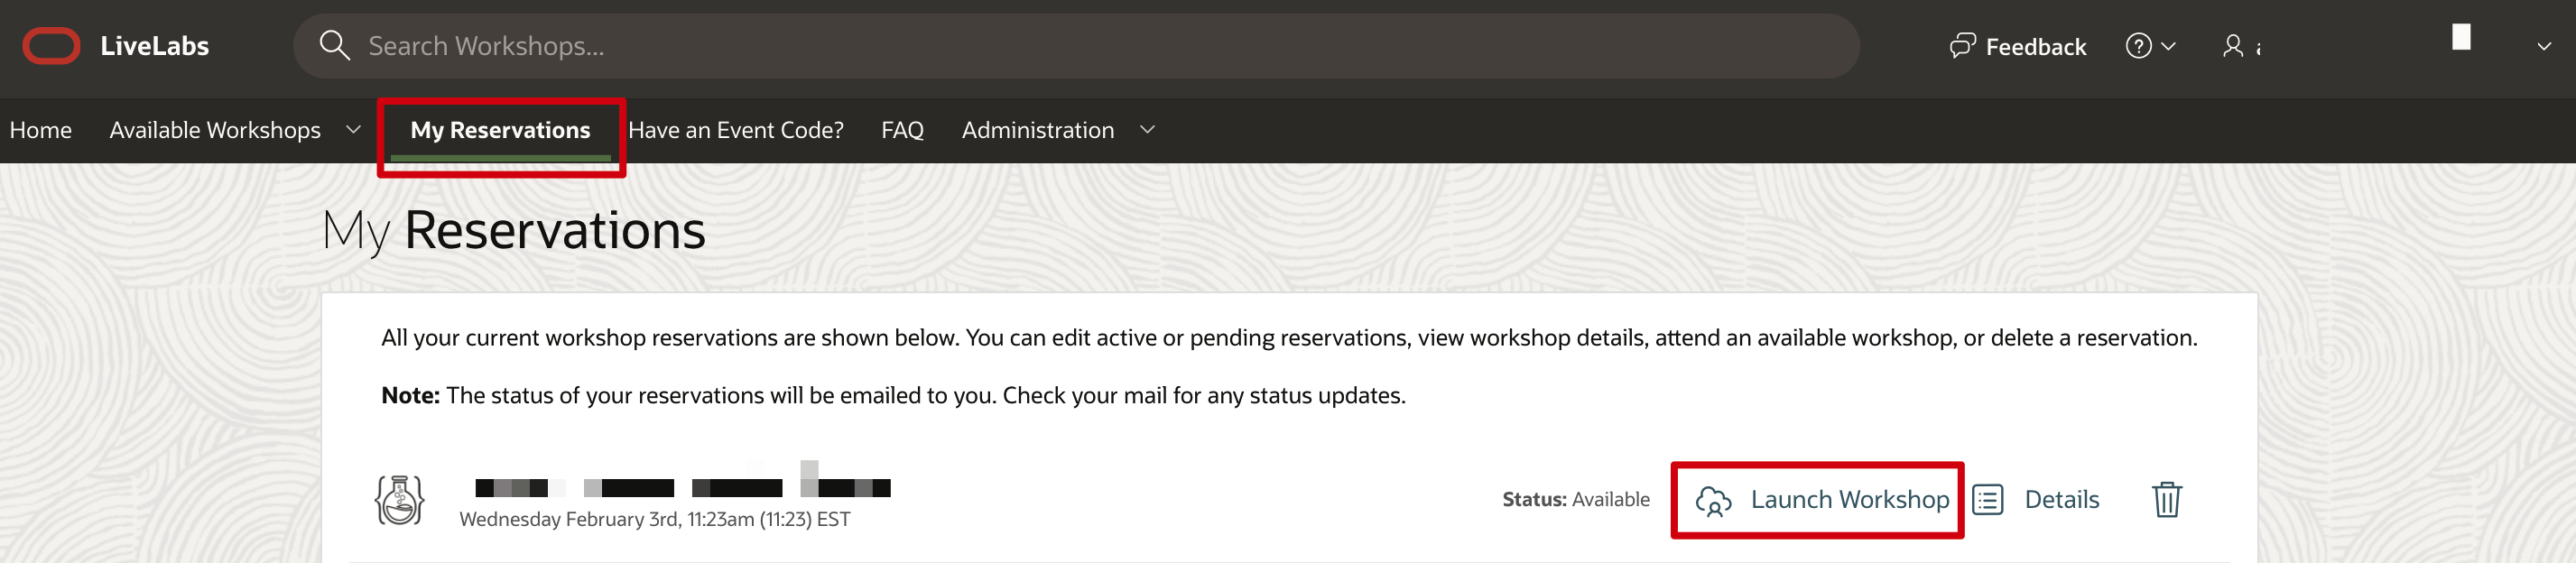 LiveLabs
Search Workshops...
Feedback
Home
Available Workshops
My Reservations
Have an Event Code?
FAQ
Administration
My Reservations
All your current workshop reservations are shown below. You can edit active or pending reservations, view workshop details, attend an available workshop, or delete a reservation.
Note: The status of your reservations will be emailed to you. Check your mail for any status updates.
Wednesday February 3rd, 11:23am (11:23) EST
Status: Available
Launch Workshop
Details